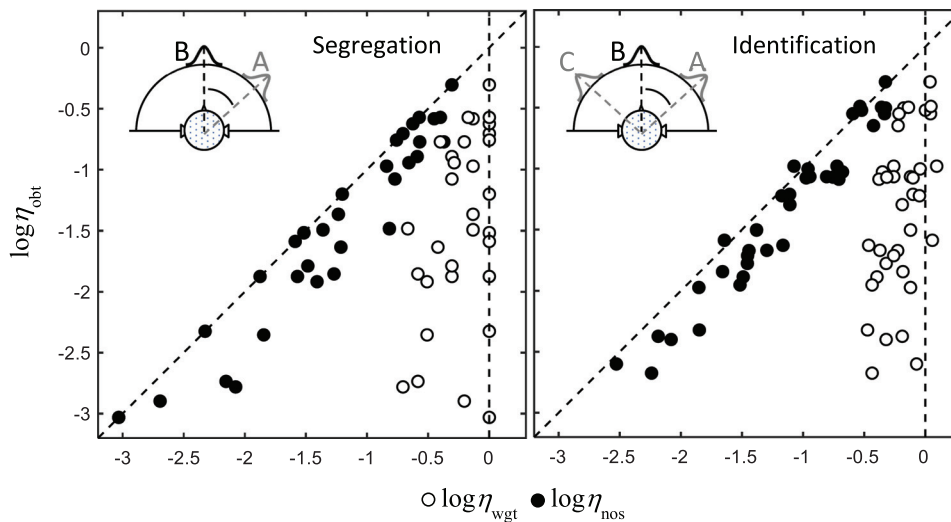 Segregation
B
A
Identification
C
B
A
log η_obt
0
-0.5
-1
-1.5
-2
-2.5
-3
-3 -2.5 -2 -1.5 -1 -0.5 0
-3 -2.5 -2 -1.5 -1 -0.5 0
○ log η_wgt ● log η_nos